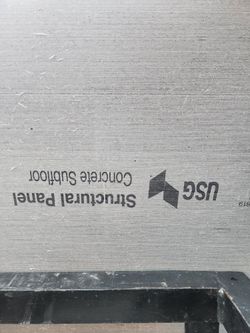 USG
Structural Panel
Concrete Subfloor